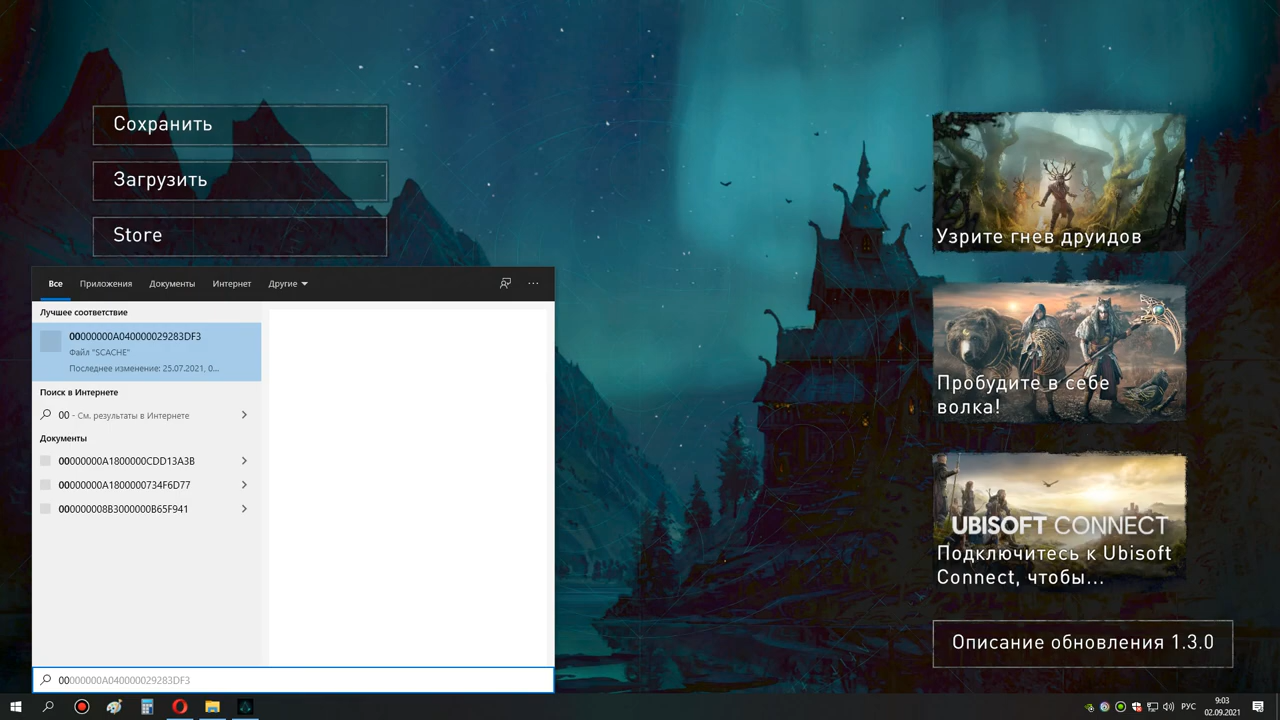 Сохранить
Загрузить
Store
Все Приложения Документы Интернет Другие
Лучшее соответствие
00000000A040000029283DF3
Файл "SCACHE"
Последнее изменение: 25.07.2021, 0...
Поиск в Интернете
00 - См. результаты в Интернете
Документы
00000000A1800000CDD13A3B
00000000A1800000734F6D77
000000008B3000000B65F941
00000000A040000029283DF3
Узрите гнев друидов
Пробудите в себе
волка!
UBISOFT CONNECT
Подключитесь к Ubisoft
Connect, чтобы...
Описание обновления 1.3.0
РУС
9:03
02.09.2021